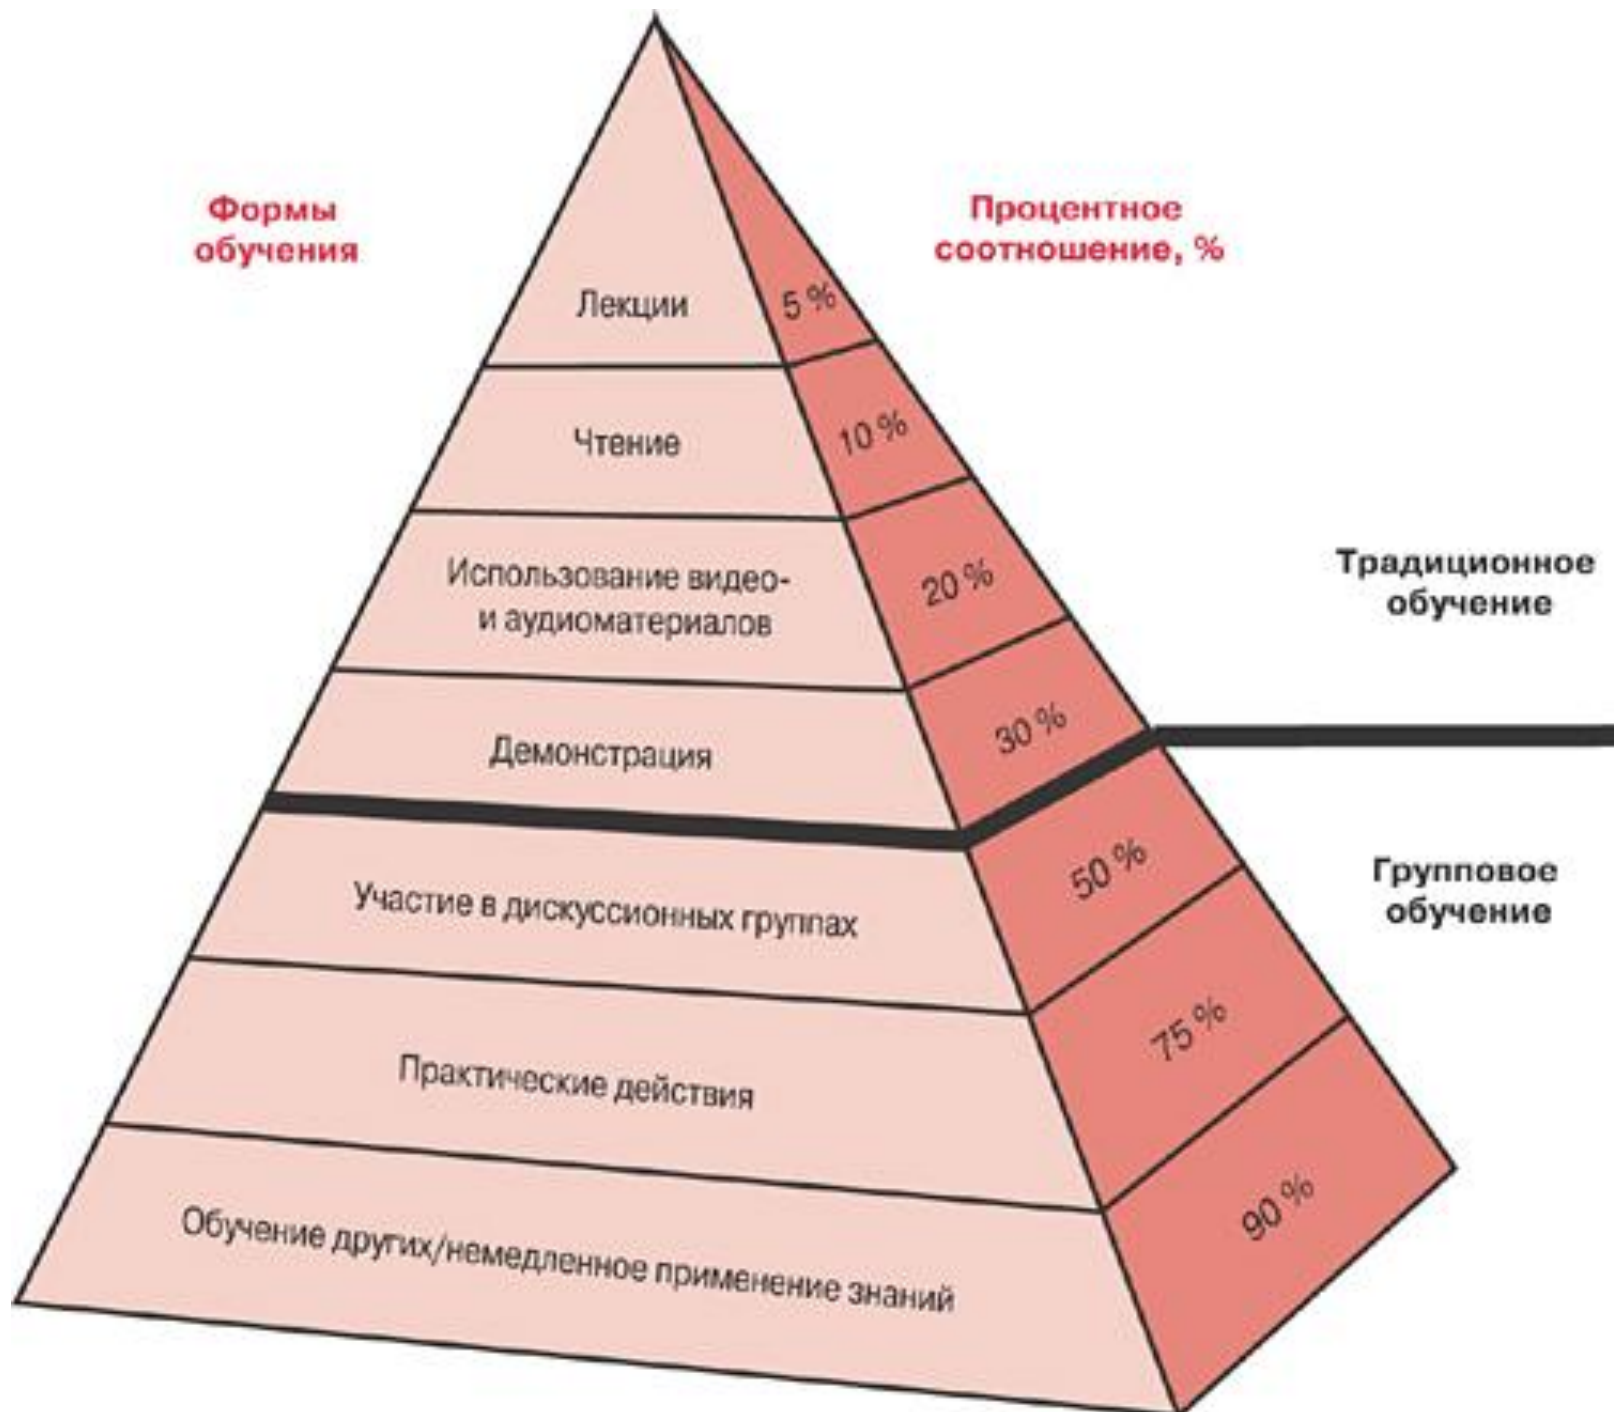 Формы
обучения
Процентное
соотношение, %
Лекции
5 %
Чтение
10 %
Использование видео-
и аудиоматериалов
20 %
Демонстрация
30 %
Традиционное
обучение
Участие в дискуссионных группах
50 %
Групповое
обучение
Практические действия
75 %
Обучение других/немедленное применение знаний
90 %